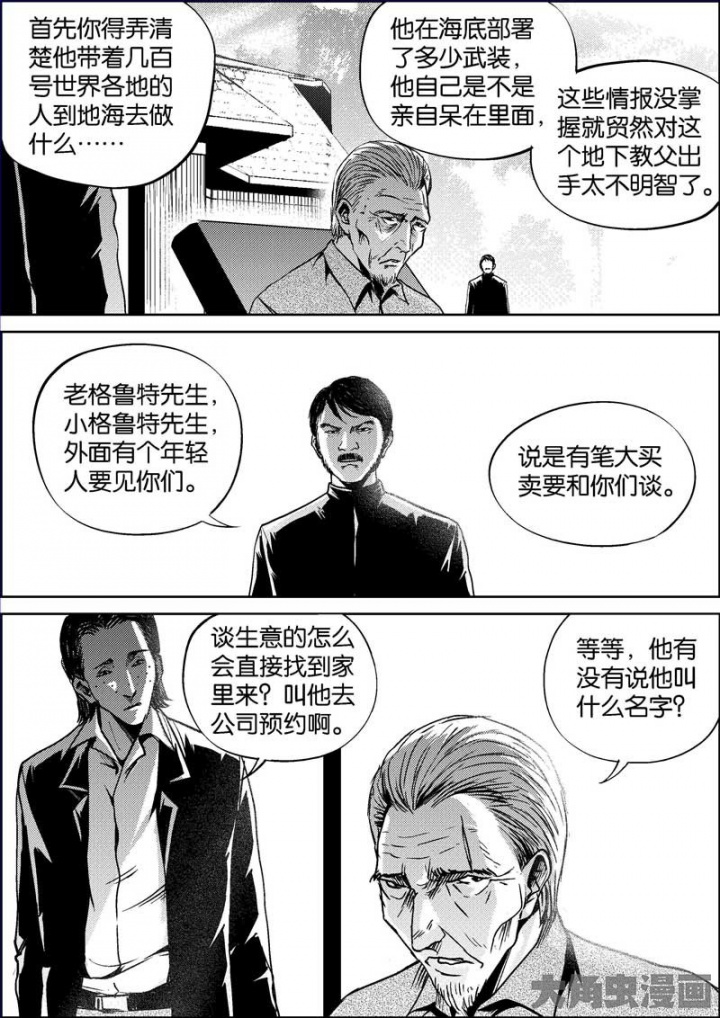 首先你得弄清
楚他带着几百
号世界各地的
人到地海去做
什么……
他在海底部署
了多少武装，
他自己是不是
亲自呆在里面，
这些情报没掌
握就贸然对这
个地下教父出
手太不明智了。
老格鲁特先生，
小格鲁特先生，
外面有个年轻
人要见你们。
说是有笔大买
卖要和你们谈。
谈生意的怎么
会直接找到家
里来？叫他去
公司预约啊。
等等，他有
没有说他叫
什么名字？
大角虫漫画